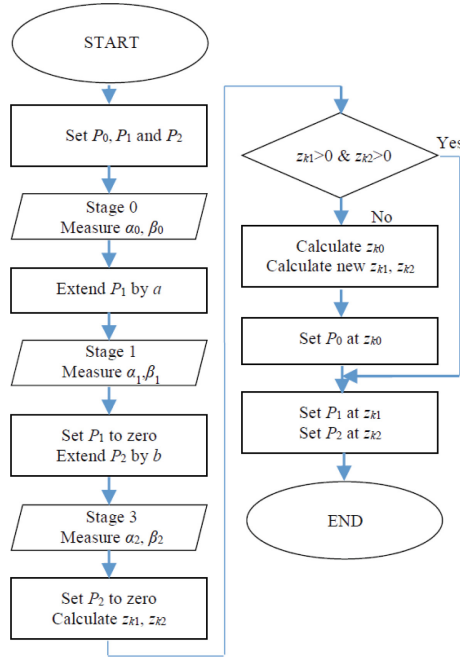 START
Set P₀, P₁ and P₂
Stage 0
Measure α₀, β₀
Extend P₁ by a
Stage 1
Measure α₁,β₁
Set P₁ to zero
Extend P₂ by b
Stage 3
Measure α₂, β₂
Set P₂ to zero
Calculate zₖ₁, zₖ₂
zₖ₁>0 & zₖ₂>0
Yes
No
Calculate zₖ₀
Calculate new zₖ₁, zₖ₂
Set P₀ at zₖ₀
Set P₁ at zₖ₁
Set P₂ at zₖ₂
END